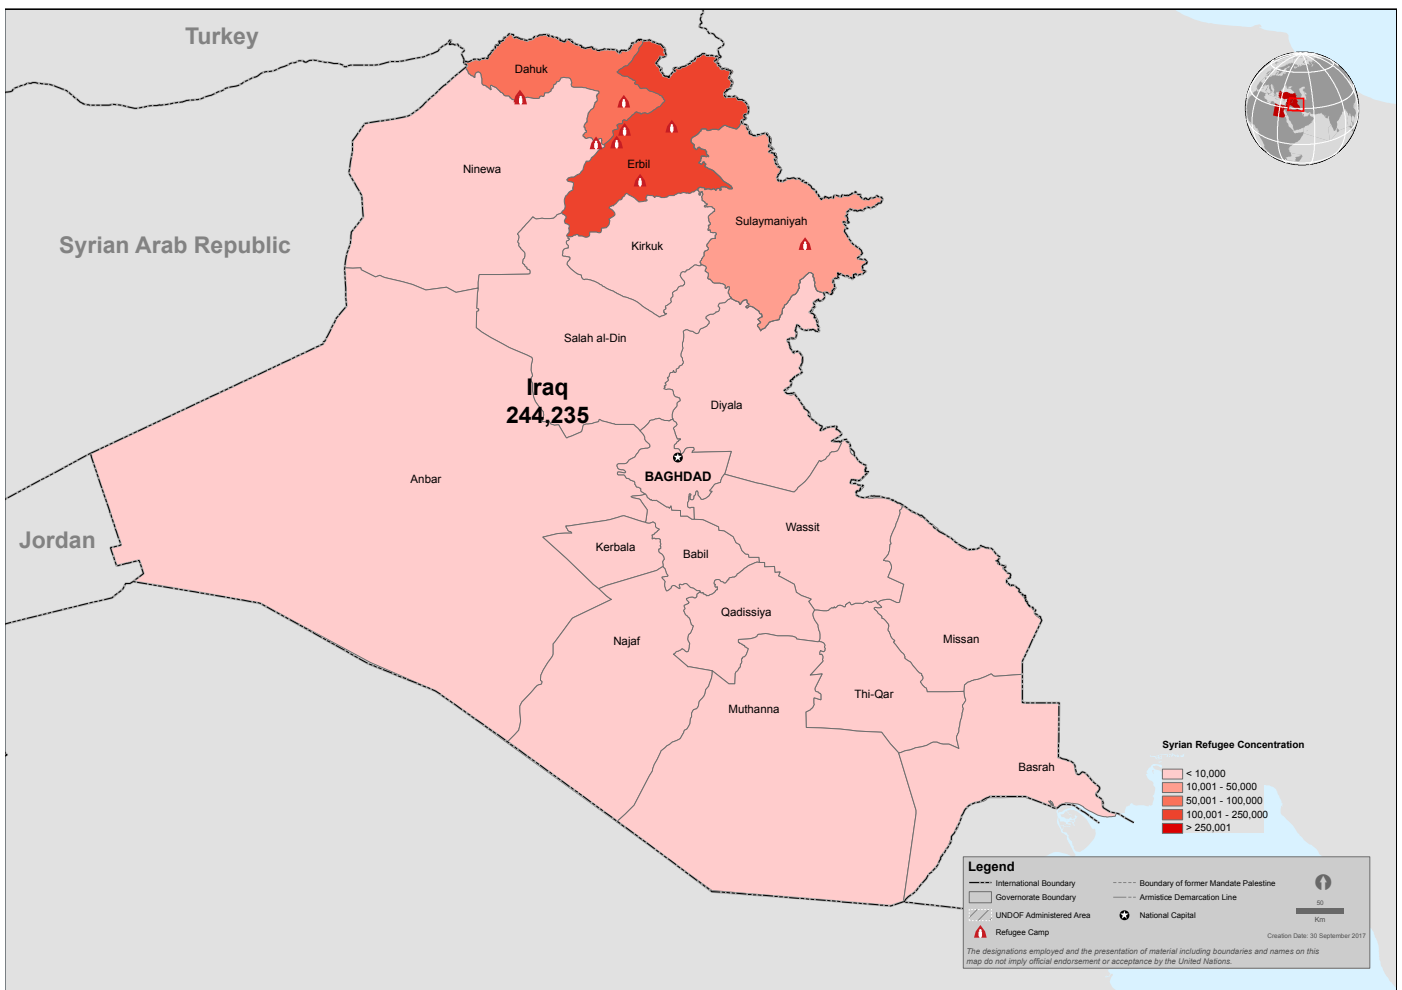 Turkey
Dahuk
Ninewa
Erbil
Sulaymaniyah
Syrian Arab Republic
Kirkuk
Salah al-Din
Iraq
244,235
Diyala
Anbar
BAGHDAD
Jordan
Wassit
Kerbala
Babil
Qadissiya
Najaf
Missan
Thi-Qar
Muthanna
Basrah
Syrian Refugee Concentration
< 10,000
10,001 - 50,000
50,001 - 100,000
100,001 - 250,000
> 250,001
Legend
International Boundary
Governorate Boundary
UNDOF Administered Area
Refugee Camp
Boundary of former Mandate Palestine
Armistice Demarcation Line
National Capital
50
Km
Creation Date: 30 September 2017
The designations employed and the presentation of material including boundaries and names on this
map do not imply official endorsement or acceptance by the United Nations.